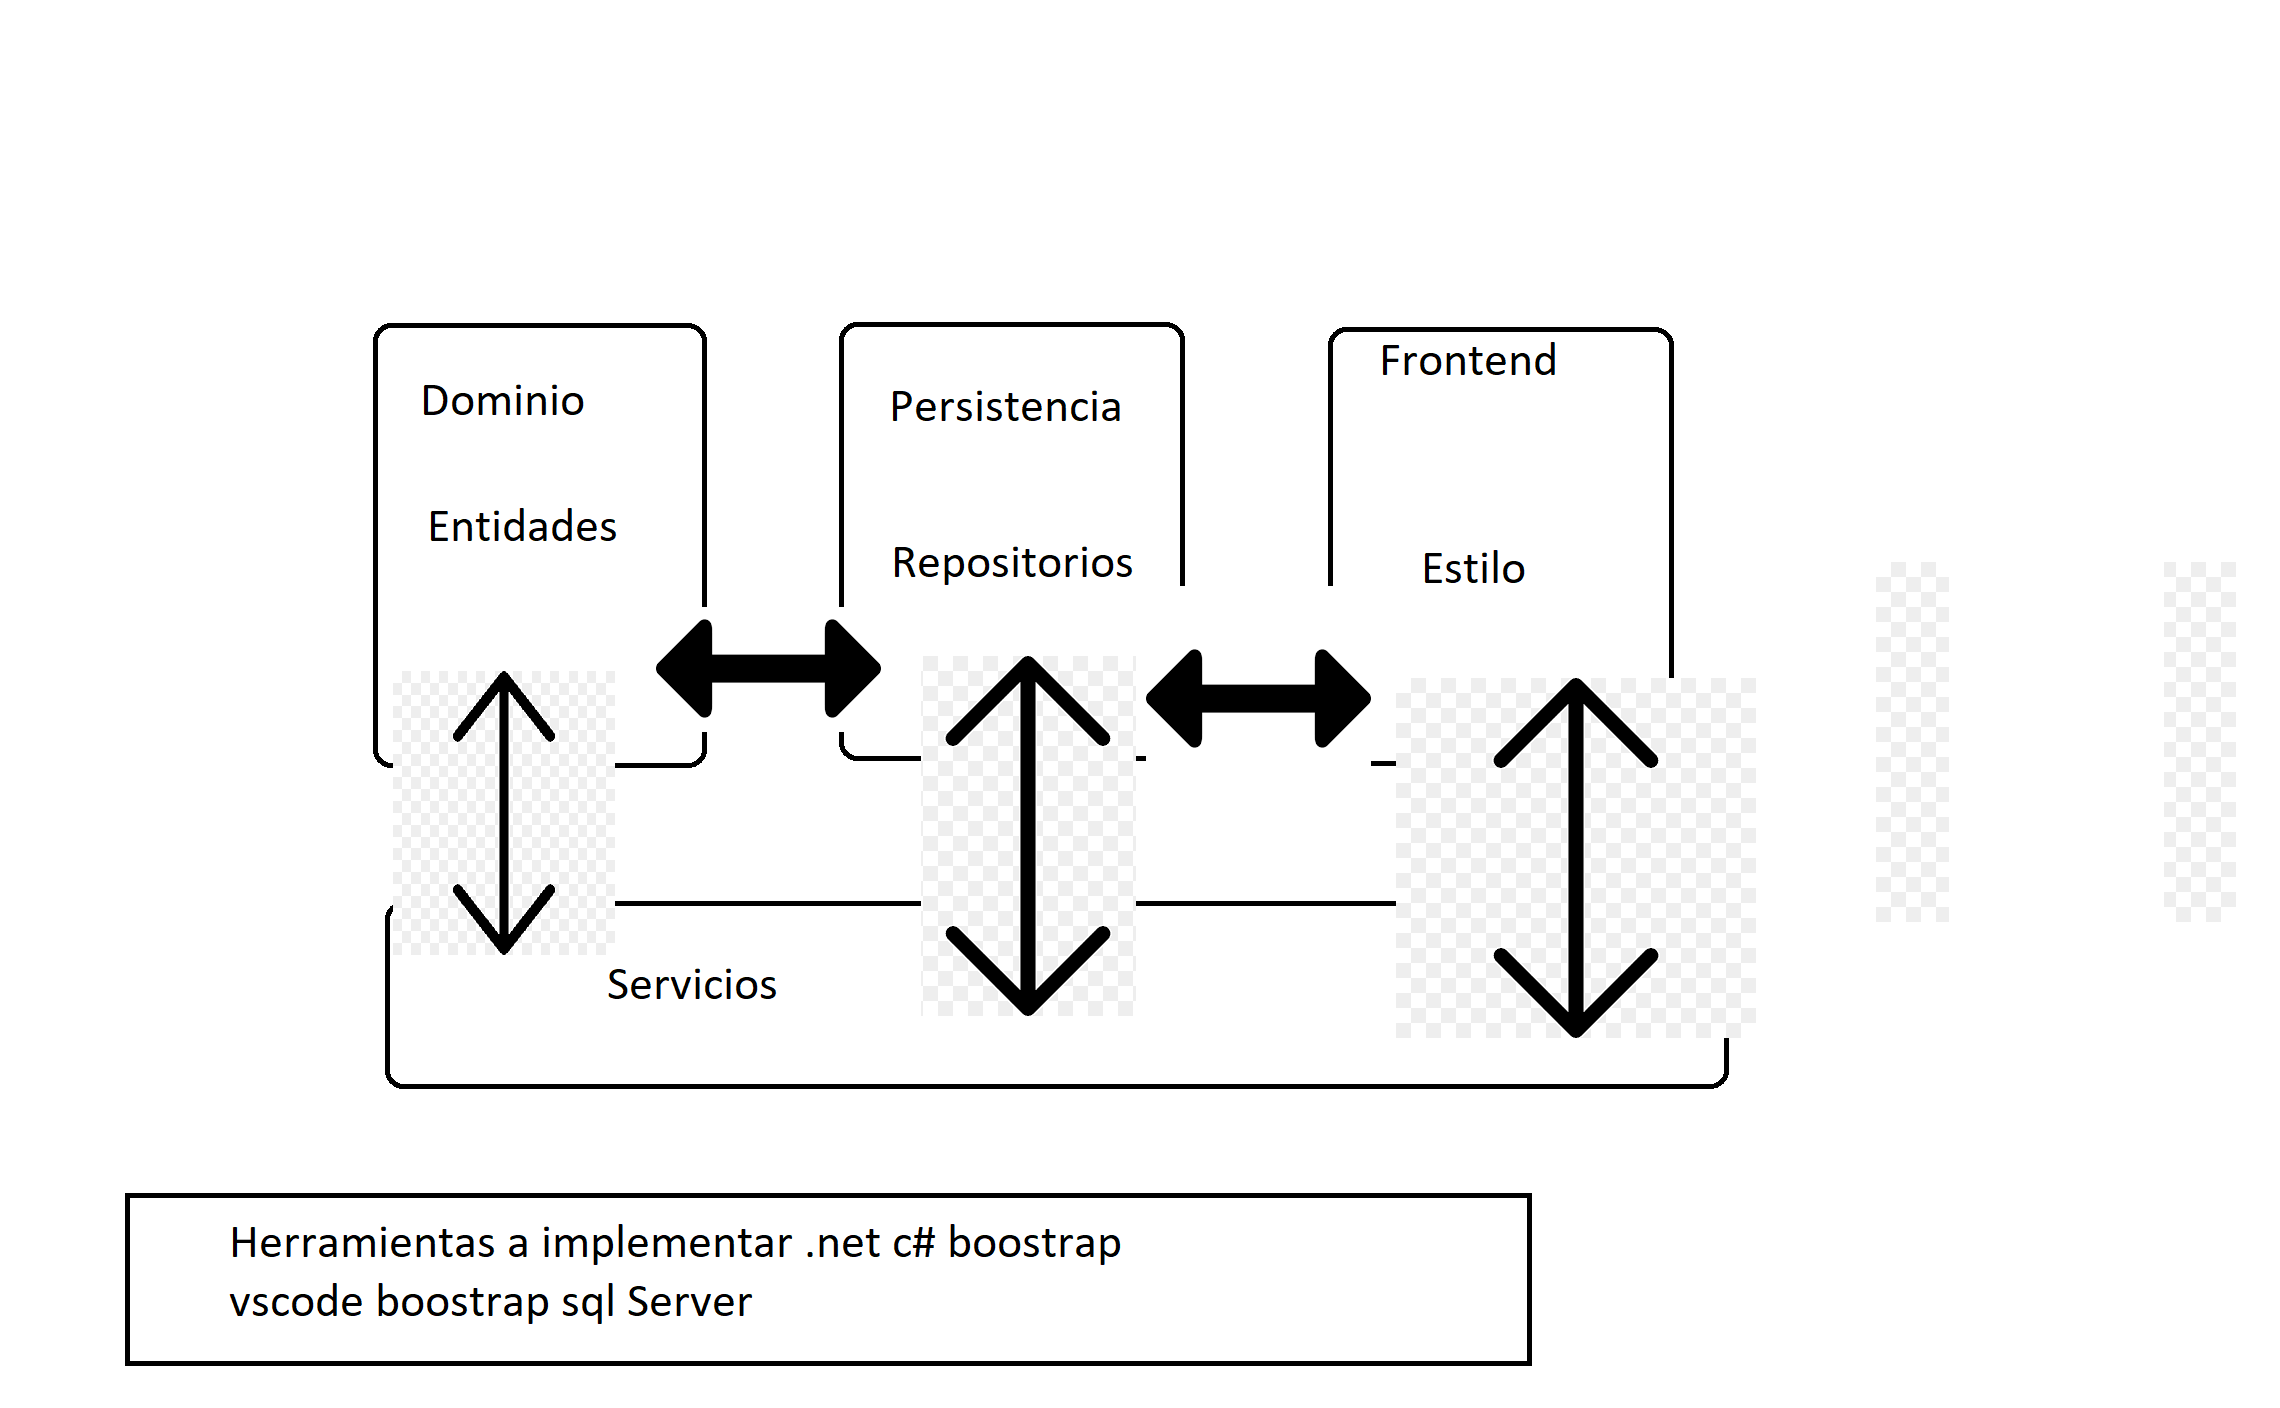 Dominio
Entidades
Persistencia
Repositorios
Frontend
Estilo
Servicios
Herramientas a implementar .net c# boostrap
vscode boostrap sql Server